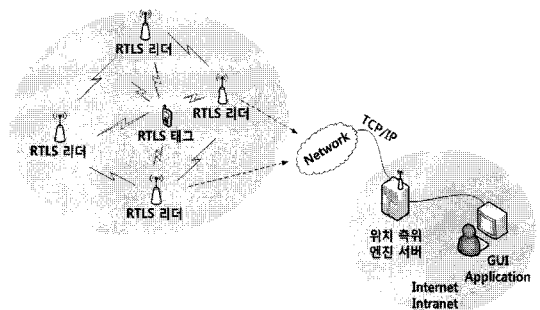 RTLS 리더
RTLS 리더
RTLS 태그
RTLS 리더
RTLS 리더
Network
TCP/IP
위치 측위
엔진 서버
GUI
Application
Internet
Intranet